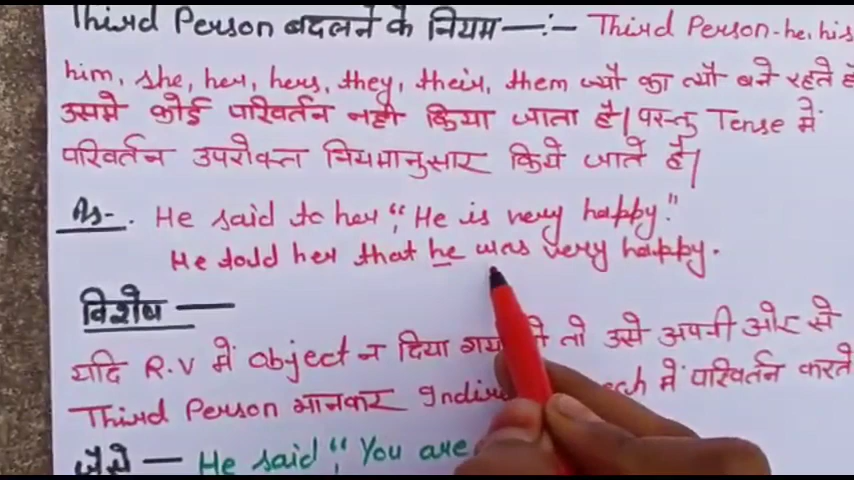 Third Person बदलने के नियम —:- Third Person-he, his
him, she, her, hers, they, their, them ज्यौ का त्यौ बने रहते है
उसमे कोई परिवर्तन नही किया जाता है। परन्तु Tense में
परिवर्तन उपरोक्त नियमानुसार किये जाते है।
As-. He said to her “, He is very happy."
He told her that he was very happy.
विशेष —
यदि R.V में object न दिया तो उसे अपनी ओर से
Third Person मानकर में परिवर्तन करते
जैसे — He said “, You are